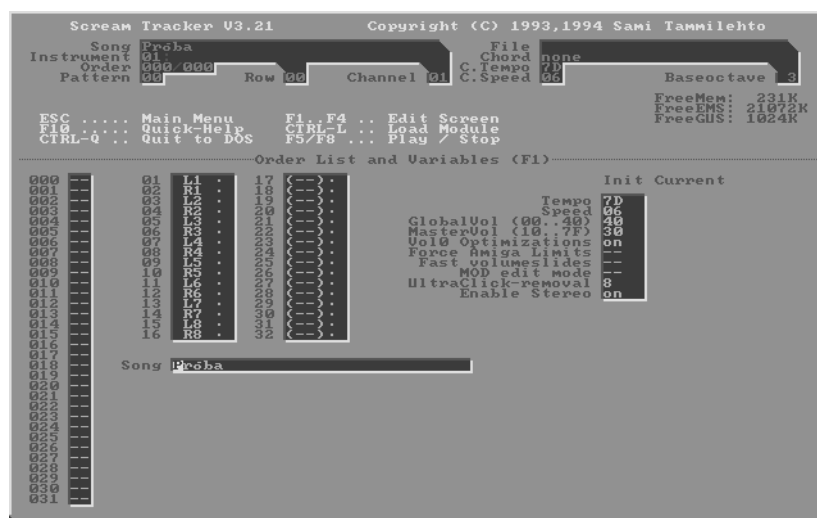 Scream Tracker V3.21 Copyright (C) 1993,1994 Sami Tammilehto
Song Próba File
Instrument 01: Chord none
Order 000/000 C.Tempo 7D
Pattern 00 Row 00 Channel 01 C.Speed 06 Baseoctave 3
FreeMem: 231K
FreeEMS: 21072K
FreeGUS: 1024K
ESC ..... Main Menu F1..F4 .. Edit Screen
F10 ..... Quick-Help CTRL-L .. Load Module
CTRL-Q .. Quit to DOS F5/F8 ... Play / Stop
Order List and Variables (F1)
000 -- 01 L1 . 17 (--). Init Current
001 -- 02 R1 . 18 (--).
002 -- 03 L2 . 19 (--). Tempo 7D
003 -- 04 R2 . 20 (--). Speed 06
004 -- 05 L3 . 21 (--). GlobalVol (00..40) 40
005 -- 06 R3 . 22 (--). MasterVol (10..7F) 30
006 -- 07 L4 . 23 (--). Vol0 Optimizations on
007 -- 08 R4 . 24 (--). Force Amiga Limits --
008 -- 09 L5 . 25 (--). Fast volumeslides --
009 -- 10 R5 . 26 (--). MOD edit mode --
010 -- 11 L6 . 27 (--). UltraClick-removal 8
011 -- 12 R6 . 28 (--). Enable Stereo on
012 -- 13 L7 . 29 (--).
013 -- 14 R7 . 30 (--).
014 -- 15 L8 . 31 (--).
015 -- 16 R8 . 32 (--).
016 --
017 --
018 -- Song Próba
019 --
020 --
021 --
022 --
023 --
024 --
025 --
026 --
027 --
028 --
029 --
030 --
031 --